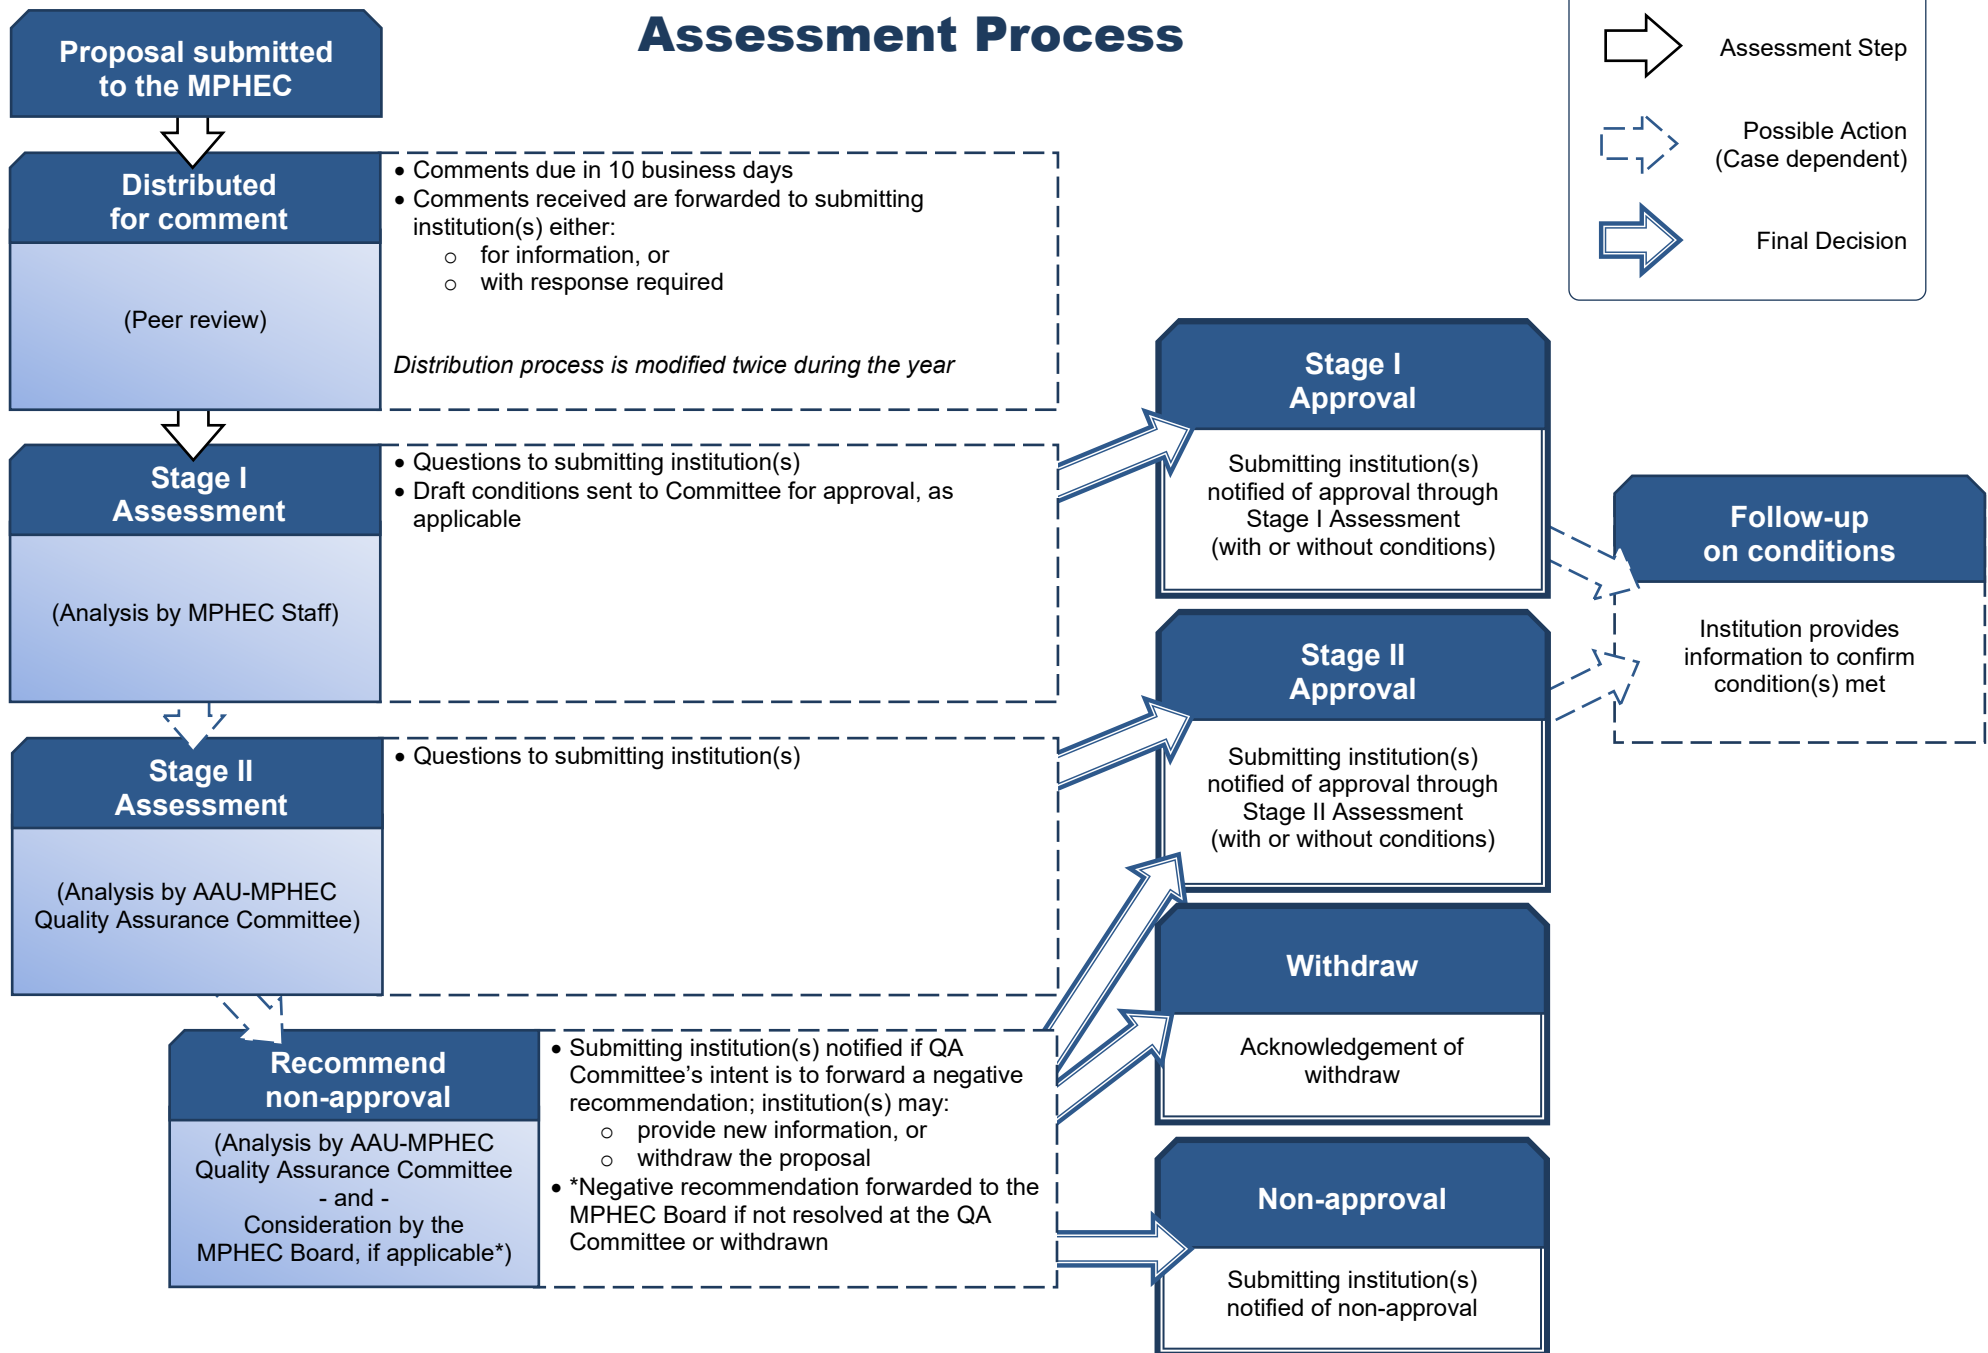 Assessment Process
Assessment Step
Possible Action
(Case dependent)
Final Decision
Proposal submitted
to the MPHEC
Distributed
for comment
(Peer review)
• Comments due in 10 business days
• Comments received are forwarded to submitting
institution(s) either:
o for information, or
o with response required
Distribution process is modified twice during the year
Stage I
Assessment
(Analysis by MPHEC Staff)
• Questions to submitting institution(s)
• Draft conditions sent to Committee for approval, as
applicable
Stage II
Assessment
(Analysis by AAU-MPHEC
Quality Assurance Committee)
• Questions to submitting institution(s)
Recommend
non-approval
(Analysis by AAU-MPHEC
Quality Assurance Committee
- and -
Consideration by the
MPHEC Board, if applicable*)
• Submitting institution(s) notified if QA
Committee’s intent is to forward a negative
recommendation; institution(s) may:
o provide new information, or
o withdraw the proposal
• *Negative recommendation forwarded to the
MPHEC Board if not resolved at the QA
Committee or withdrawn
Stage I
Approval
Submitting institution(s)
notified of approval through
Stage I Assessment
(with or without conditions)
Stage II
Approval
Submitting institution(s)
notified of approval through
Stage II Assessment
(with or without conditions)
Withdraw
Acknowledgement of
withdraw
Non-approval
Submitting institution(s)
notified of non-approval
Follow-up
on conditions
Institution provides
information to confirm
condition(s) met